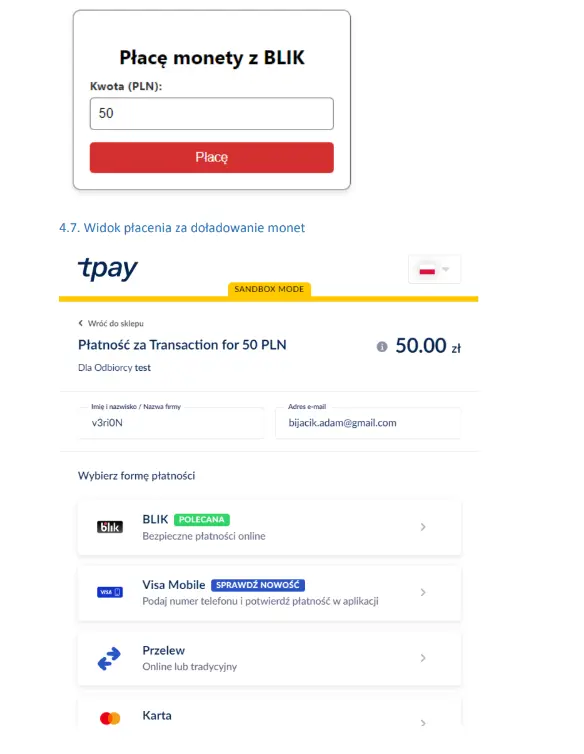 Płacę monety z BLIK
Kwota (PLN):
50
Płacę
4.7. Widok płacenia za doładowanie monet
tpay
SANDBOX MODE
Wróć do sklepu
Płatność za Transaction for 50 PLN
50.00 zł
Dla Odbiorcy test
Imię i nazwisko / Nazwa firmy
Adres e-mail
v3ri0N
bijacik.adam@gmail.com
Wybierz formę płatności
blik
BLIK POLECANA
Bezpieczne płatności online
VISA
Visa Mobile SPRAWDŹ NOWOŚĆ
Podaj numer telefonu i potwierdź płatność w aplikacji
Przelew
Online lub tradycyjny
Karta